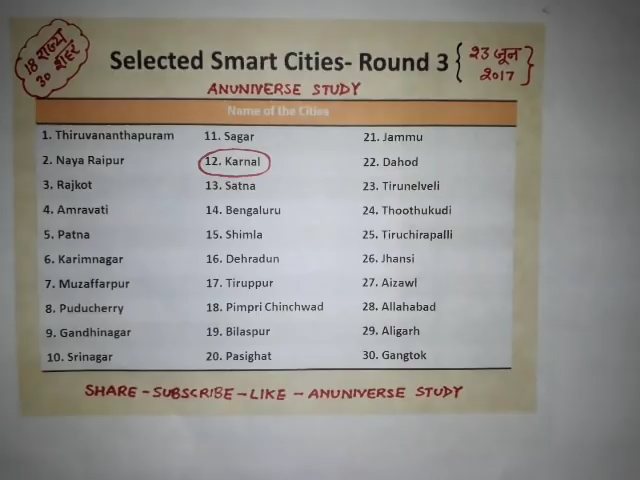 18 राज्य
30 शहर
Selected Smart Cities- Round 3
23 जून
2017
ANUNIVERSE STUDY
Name of the Cities
1. Thiruvananthapuram
2. Naya Raipur
3. Rajkot
4. Amravati
5. Patna
6. Karimnagar
7. Muzaffarpur
8. Puducherry
9. Gandhinagar
10. Srinagar
11. Sagar
12. Karnal
13. Satna
14. Bengaluru
15. Shimla
16. Dehradun
17. Tiruppur
18. Pimpri Chinchwad
19. Bilaspur
20. Pasighat
21. Jammu
22. Dahod
23. Tirunelveli
24. Thoothukudi
25. Tiruchirapalli
26. Jhansi
27. Aizawl
28. Allahabad
29. Aligarh
30. Gangtok
SHARE - SUBSCRIBE - LIKE - ANUNIVERSE STUDY